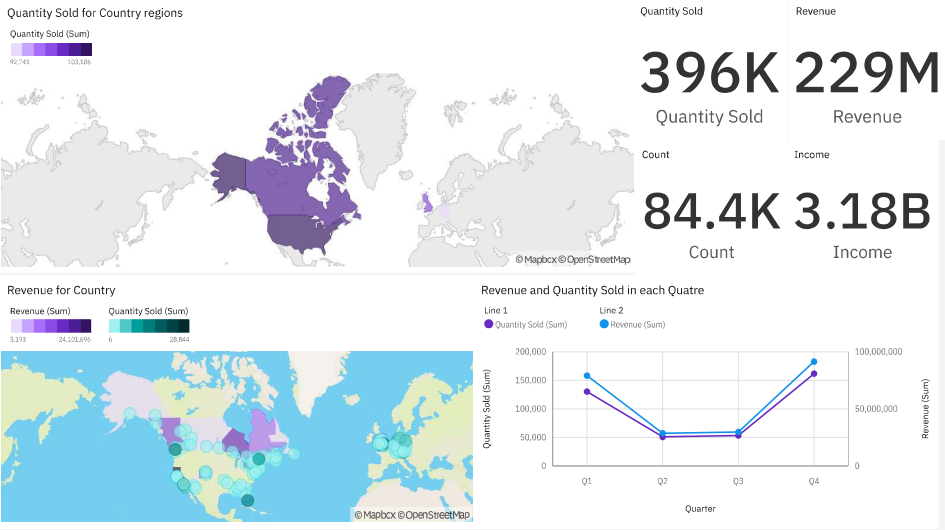 Quantity Sold for Country regions
Quantity Sold (Sum)
92,741 103,186
© Mapbcx © OpenStreetMap
Quantity Sold
396K
Quantity Sold
Revenue
229M
Revenue
Count
84.4K
Count
Income
3.18B
Income
Revenue for Country
Revenue (Sum)
5,193 24,101,696
Quantity Sold (Sum)
6 28,844
© Mapbcx © OpenStreetMap
Revenue and Quantity Sold in each Quatre
Line 1
Quantity Sold (Sum)
Line 2
Revenue (Sum)
Quantity Sold (Sum)
200,000
150,000
100,000
50,000
0
100,000,000
50,000,000
0
Revenue (Sum)
Q1 Q2 Q3 Q4
Quarter